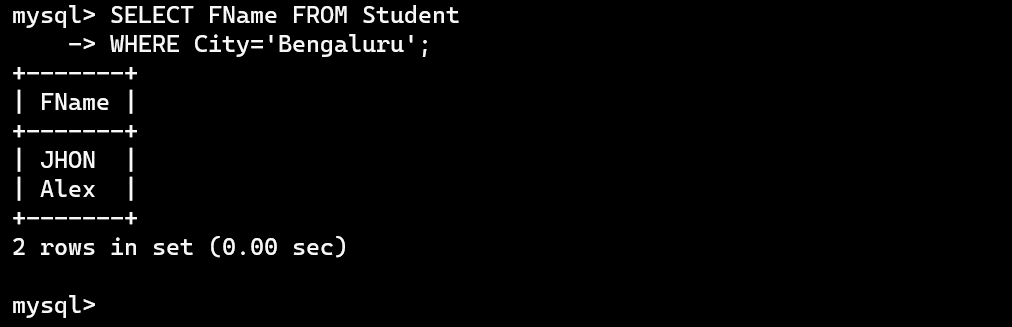 mysql> SELECT FName FROM Student
    -> WHERE City='Bengaluru';
+-------+
| FName |
+-------+
| JHON  |
| Alex  |
+-------+
2 rows in set (0.00 sec)

mysql>